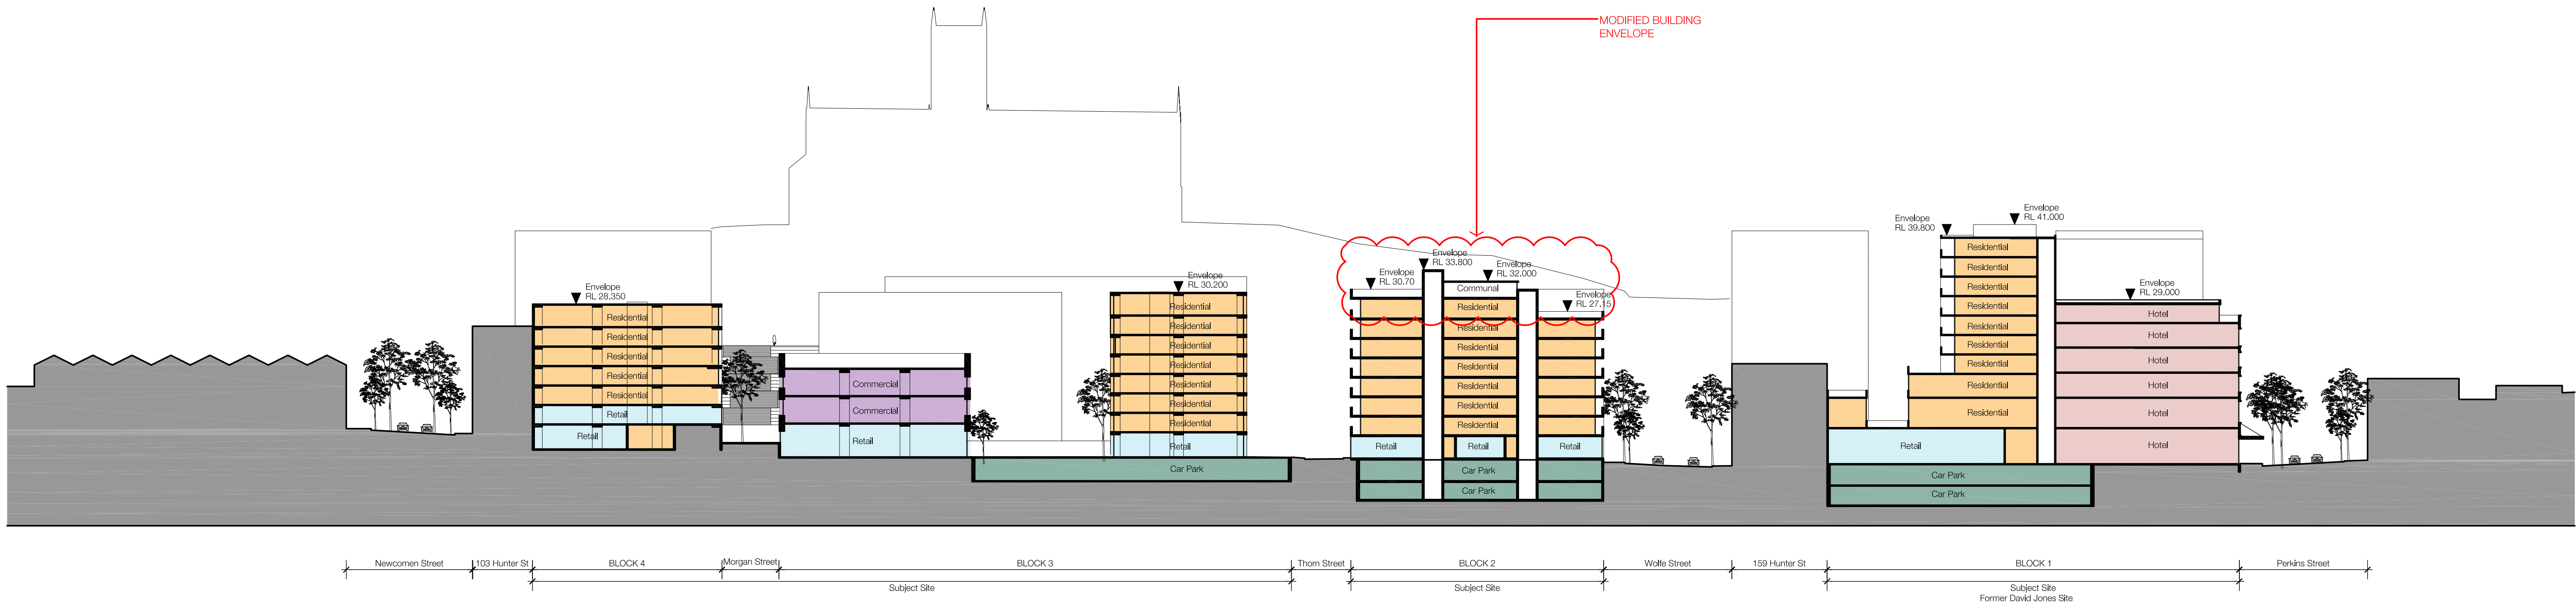 MODIFIED BUILDING
ENVELOPE
Envelope
RL 28.350
Residential
Residential
Residential
Residential
Residential
Retail
Retail
Commercial
Commercial
Retail
Envelope
RL 30.200
Residential
Residential
Residential
Residential
Residential
Residential
Residential
Retail
Car Park
Envelope
RL 30.70
Envelope
RL 33.800
Envelope
RL 32.000
Envelope
RL 27.15
Communal
Residential
Residential
Residential
Residential
Residential
Residential
Residential
Retail
Retail
Retail
Car Park
Car Park
Envelope
RL 39.800
Envelope
RL 41.000
Residential
Residential
Residential
Residential
Residential
Residential
Residential
Residential
Residential
Retail
Car Park
Car Park
Envelope
RL 29.000
Hotel
Hotel
Hotel
Hotel
Hotel
Hotel
Newcomen Street
103 Hunter St
BLOCK 4
Morgan Street
BLOCK 3
Thorn Street
BLOCK 2
Wolfe Street
159 Hunter St
BLOCK 1
Perkins Street
Subject Site
Subject Site
Subject Site
Former David Jones Site